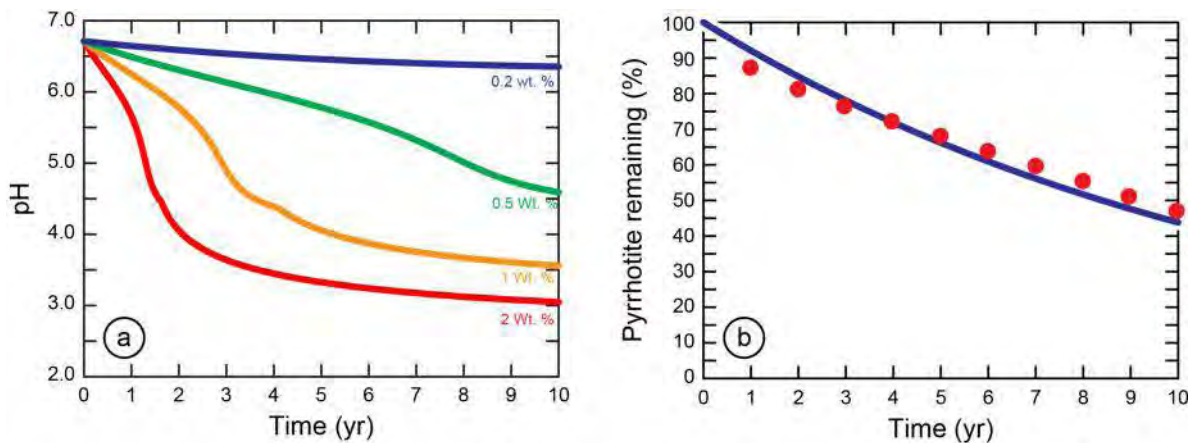 7.0
6.0
5.0
4.0
3.0
2.0
pH
0.2 wt. %
0.5 Wt. %
1 Wt. %
2 Wt. %
a
0 1 2 3 4 5 6 7 8 9 10
Time (yr)
100
90
80
70
60
50
40
30
20
10
0
Pyrrhotite remaining (%)
b
0 1 2 3 4 5 6 7 8 9 10
Time (yr)